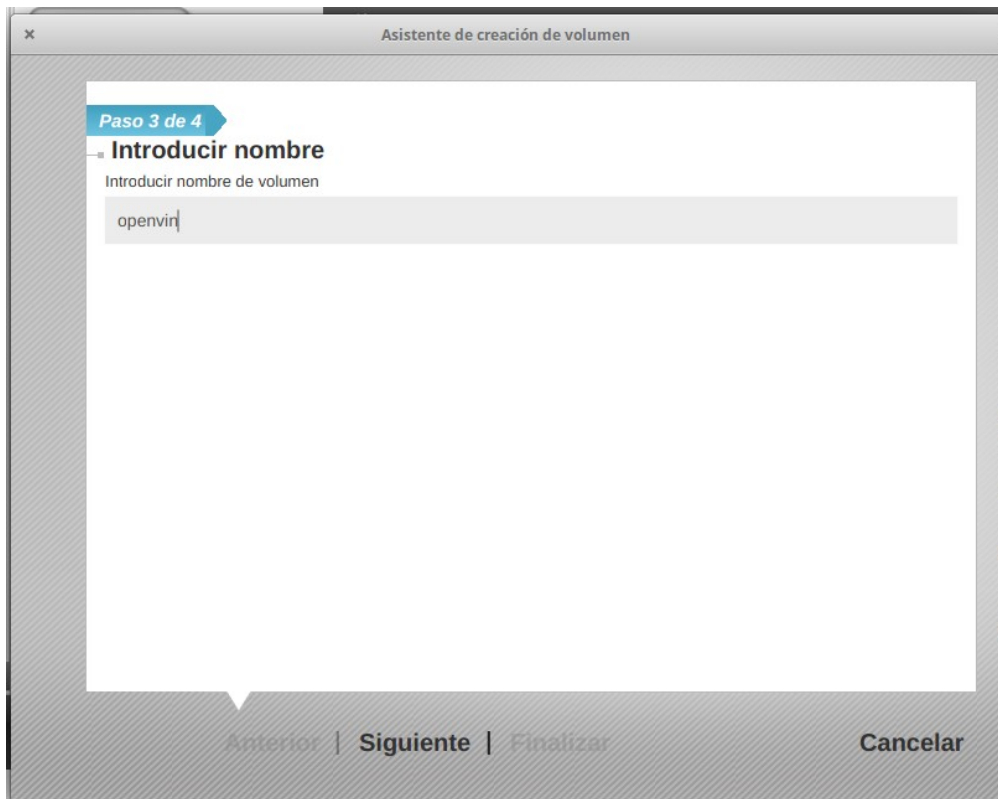 Asistente de creación de volumen
Paso 3 de 4
Introducir nombre
Introducir nombre de volumen
openvin
Anterior | Siguiente | Finalizar
Cancelar